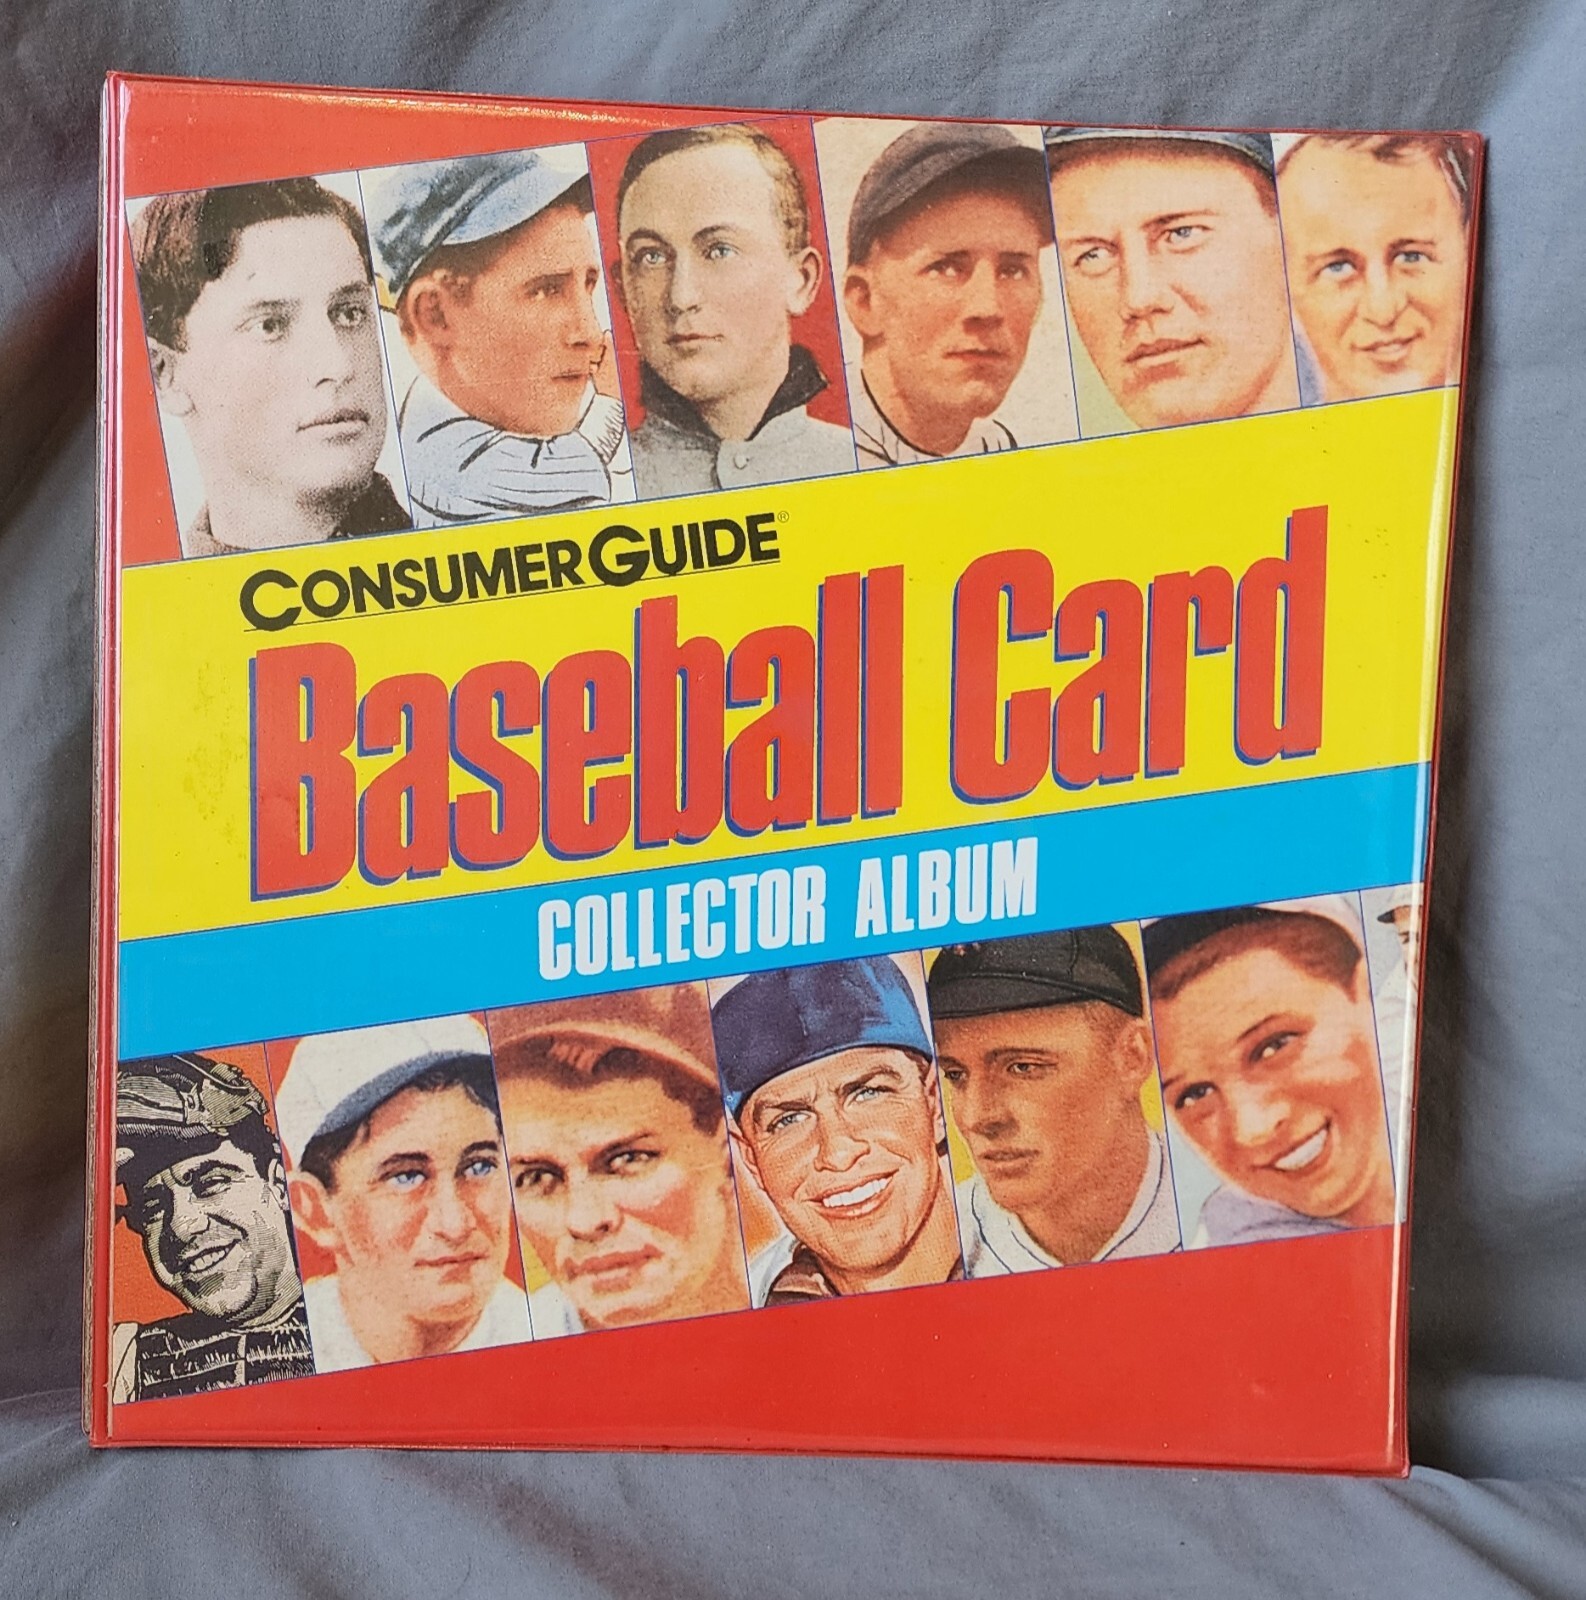 CONSUMER GUIDE®
Baseball Card
COLLECTOR ALBUM